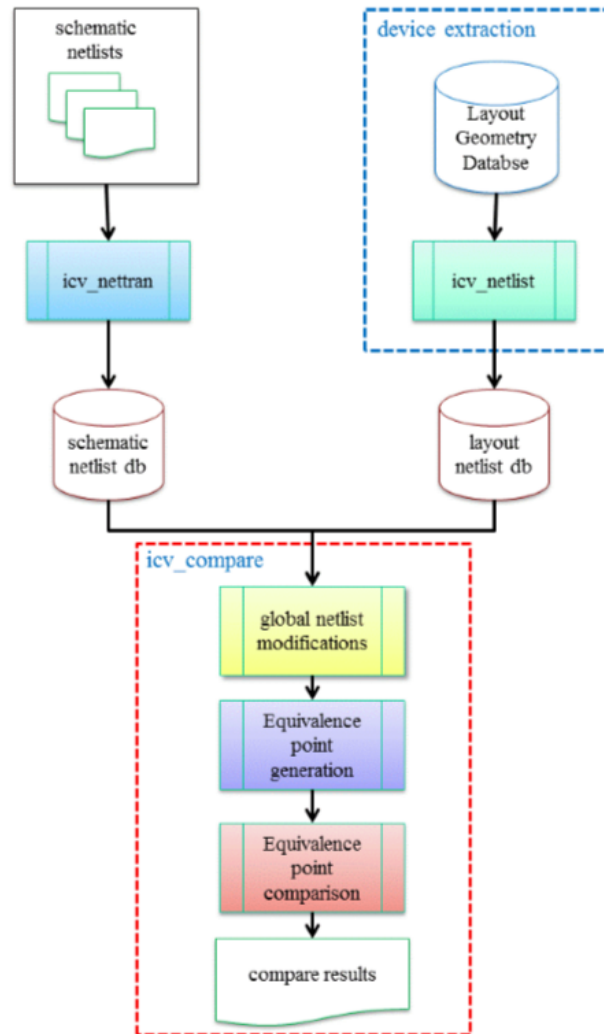 schematic
netlists
device extraction
Layout
Geometry
Databse
icv_nettran
icv_netlist
schematic
netlist db
layout
netlist db
icv_compare
global netlist
modifications
Equivalence
point
generation
Equivalence
point
comparison
compare results